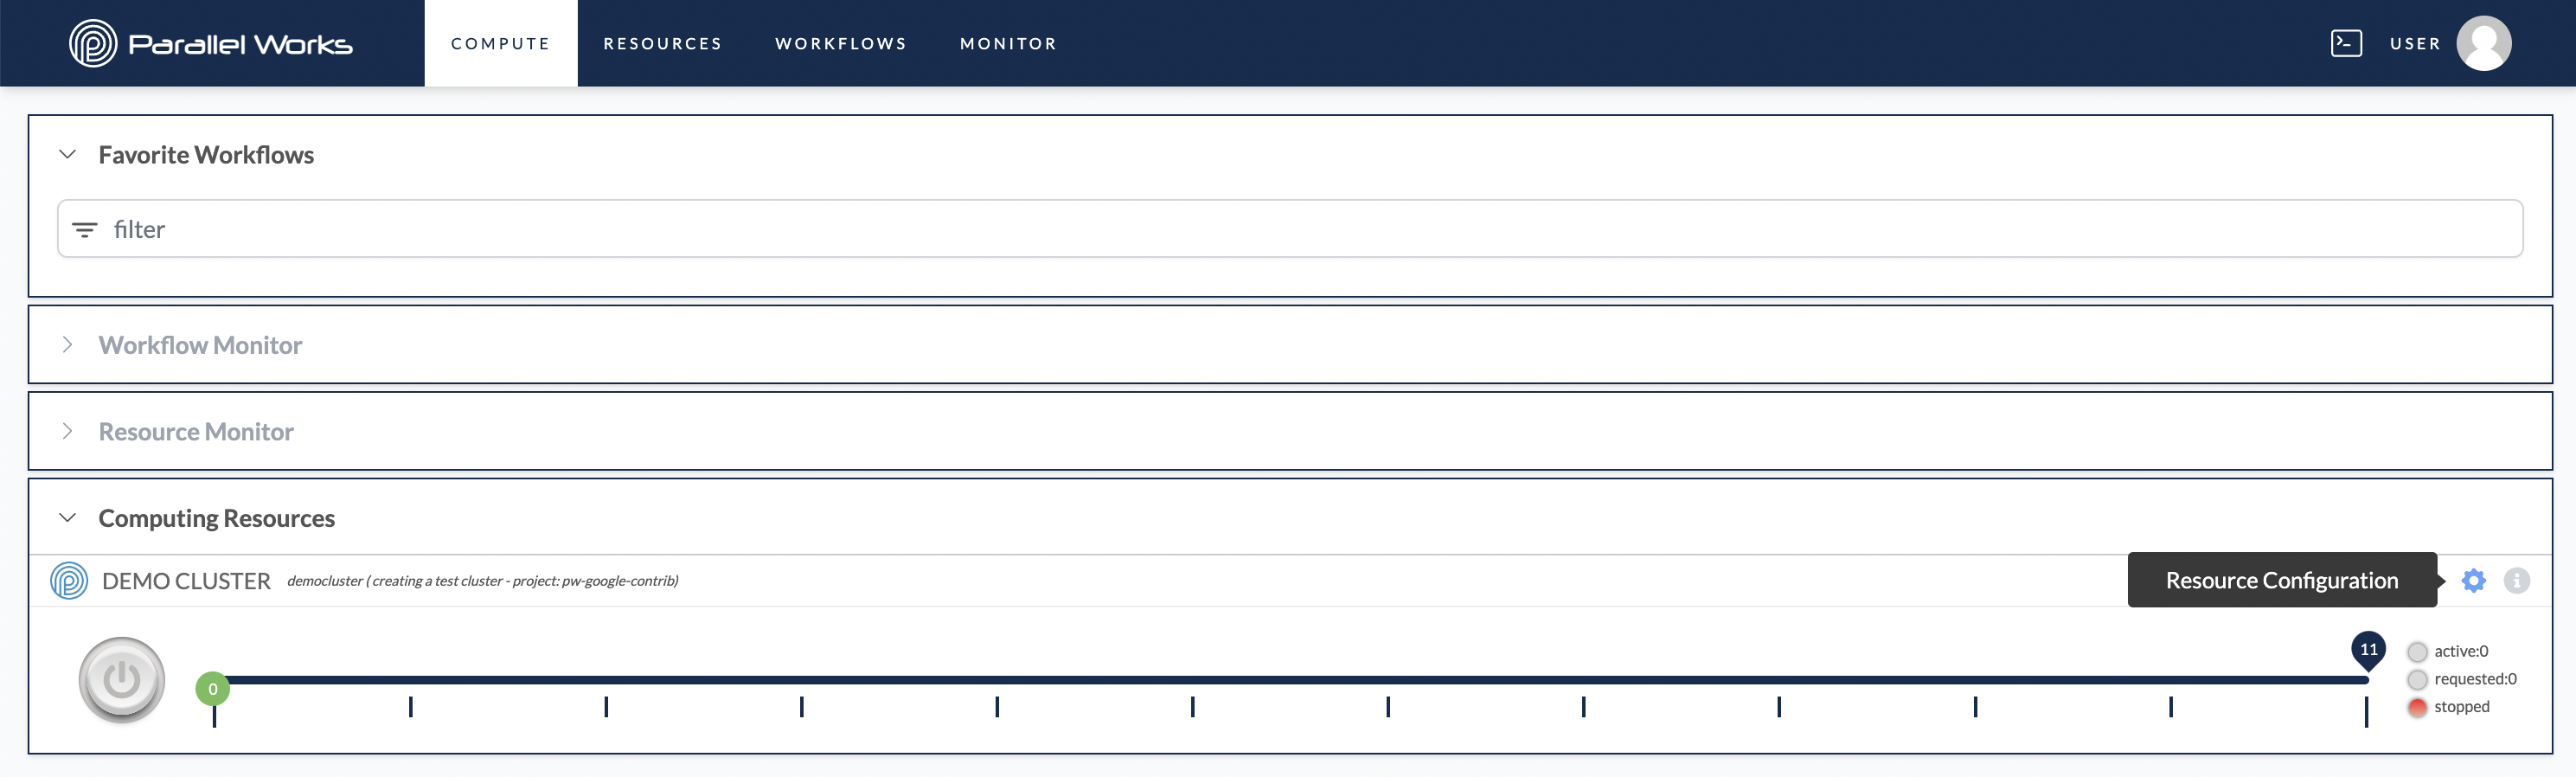 Parallel Works COMPUTE RESOURCES WORKFLOWS MONITOR USER
Favorite Workflows
filter
Workflow Monitor
Resource Monitor
Computing Resources
DEMO CLUSTER democluster ( creating a test cluster - project: pw-google-contrib) Resource Configuration
0
11
active:0
requested:0
stopped